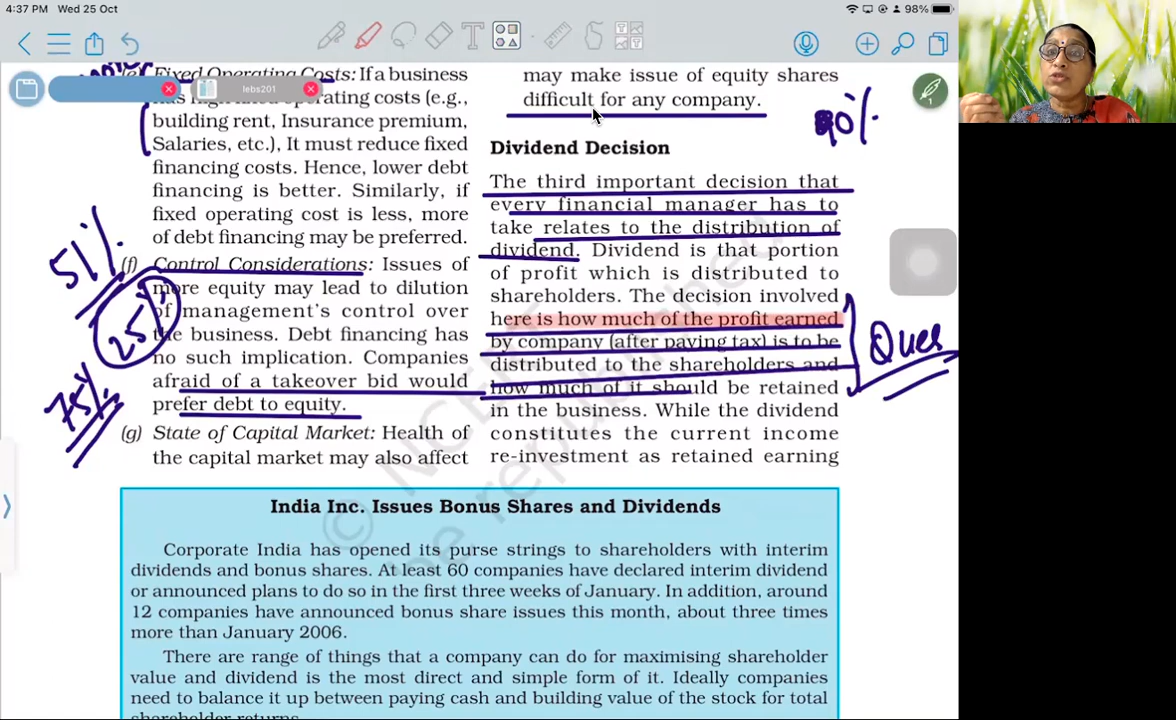 4:37 PM Wed 25 Oct
98%
lebs201
(e) Fixed Operating Costs: If a business
has high fixed operating costs (e.g.,
building rent, Insurance premium,
Salaries, etc.), It must reduce fixed
financing costs. Hence, lower debt
financing is better. Similarly, if
fixed operating cost is less, more
of debt financing may be preferred.
(f) Control Considerations: Issues of
more equity may lead to dilution
of management's control over
the business. Debt financing has
no such implication. Companies
afraid of a takeover bid would
prefer debt to equity.
(g) State of Capital Market: Health of
the capital market may also affect
51%
25%
75%
may make issue of equity shares
difficult for any company.
Dividend Decision
The third important decision that
every financial manager has to
take relates to the distribution of
dividend. Dividend is that portion
of profit which is distributed to
shareholders. The decision involved
here is how much of the profit earned
by company (after paying tax) is to be
distributed to the shareholders and
how much of it should be retained
in the business. While the dividend
constitutes the current income
re-investment as retained earning
Ques
© NCERT
be republished
India Inc. Issues Bonus Shares and Dividends
Corporate India has opened its purse strings to shareholders with interim
dividends and bonus shares. At least 60 companies have declared interim dividend
or announced plans to do so in the first three weeks of January. In addition, around
12 companies have announced bonus share issues this month, about three times
more than January 2006.
There are range of things that a company can do for maximising shareholder
value and dividend is the most direct and simple form of it. Ideally companies
need to balance it up between paying cash and building value of the stock for total
shareholder returns.